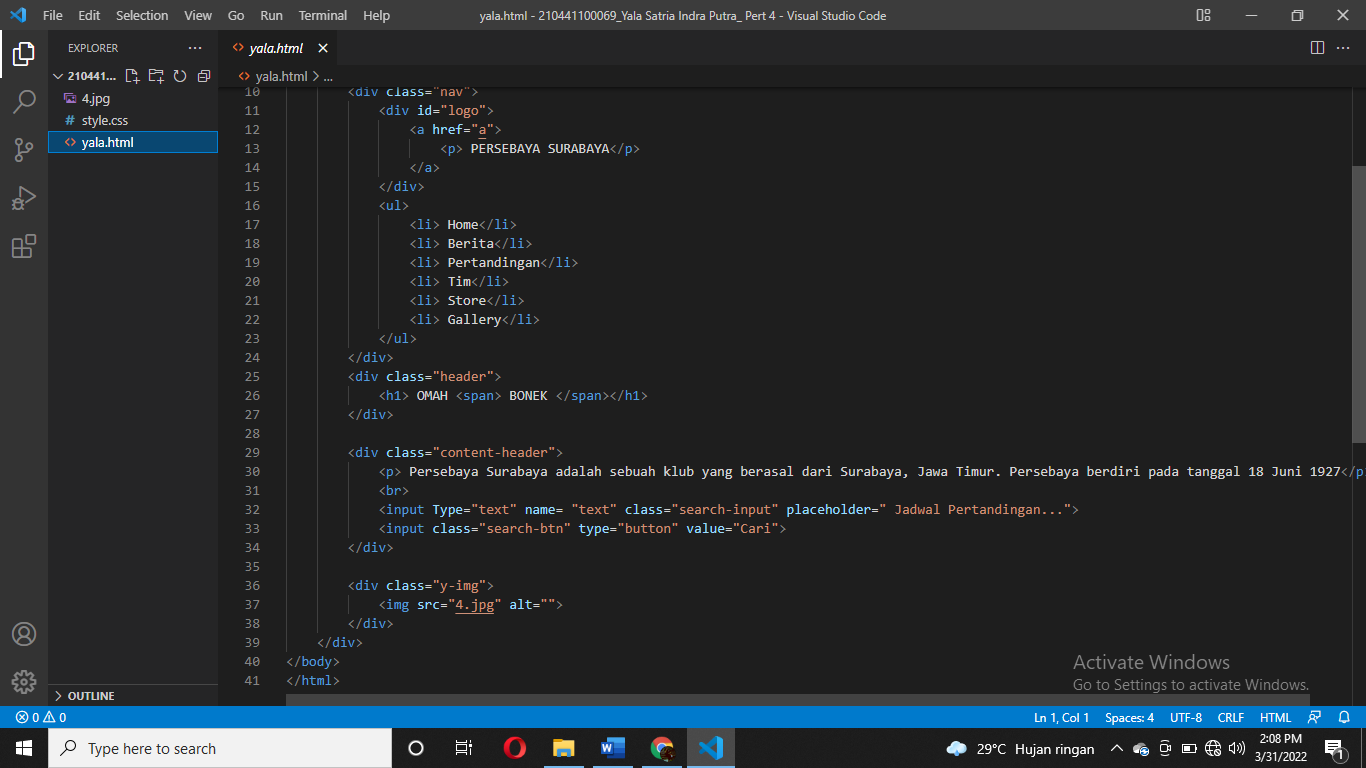 File Edit Selection View Go Run Terminal Help yala.html - 210441100069_Yala Satria Indra Putra_ Pert 4 - Visual Studio Code
EXPLORER
210441...
4.jpg
style.css
yala.html
OUTLINE
yala.html
yala.html > ...
10 <div class="nav">
11 <div id="logo">
12 <a href="a">
13 <p> PERSEBAYA SURABAYA</p>
14 </a>
15 </div>
16 <ul>
17 <li> Home</li>
18 <li> Berita</li>
19 <li> Pertandingan</li>
20 <li> Tim</li>
21 <li> Store</li>
22 <li> Gallery</li>
23 </ul>
24 </div>
25 <div class="header">
26 <h1> OMAH <span> BONEK </span></h1>
27 </div>
28
29 <div class="content-header">
30 <p> Persebaya Surabaya adalah sebuah klub yang berasal dari Surabaya, Jawa Timur. Persebaya berdiri pada tanggal 18 Juni 1927</p
31 <br>
32 <input Type="text" name= "text" class="search-input" placeholder=" Jadwal Pertandingan...">
33 <input class="search-btn" type="button" value="Cari">
34 </div>
35
36 <div class="y-img">
37 <img src="4.jpg" alt="">
38 </div>
39 </div>
40 </body>
41 </html>
Activate Windows
Go to Settings to activate Windows.
0 0 Ln 1, Col 1 Spaces: 4 UTF-8 CRLF HTML
Type here to search
29°C Hujan ringan
2:08 PM
3/31/2022
1